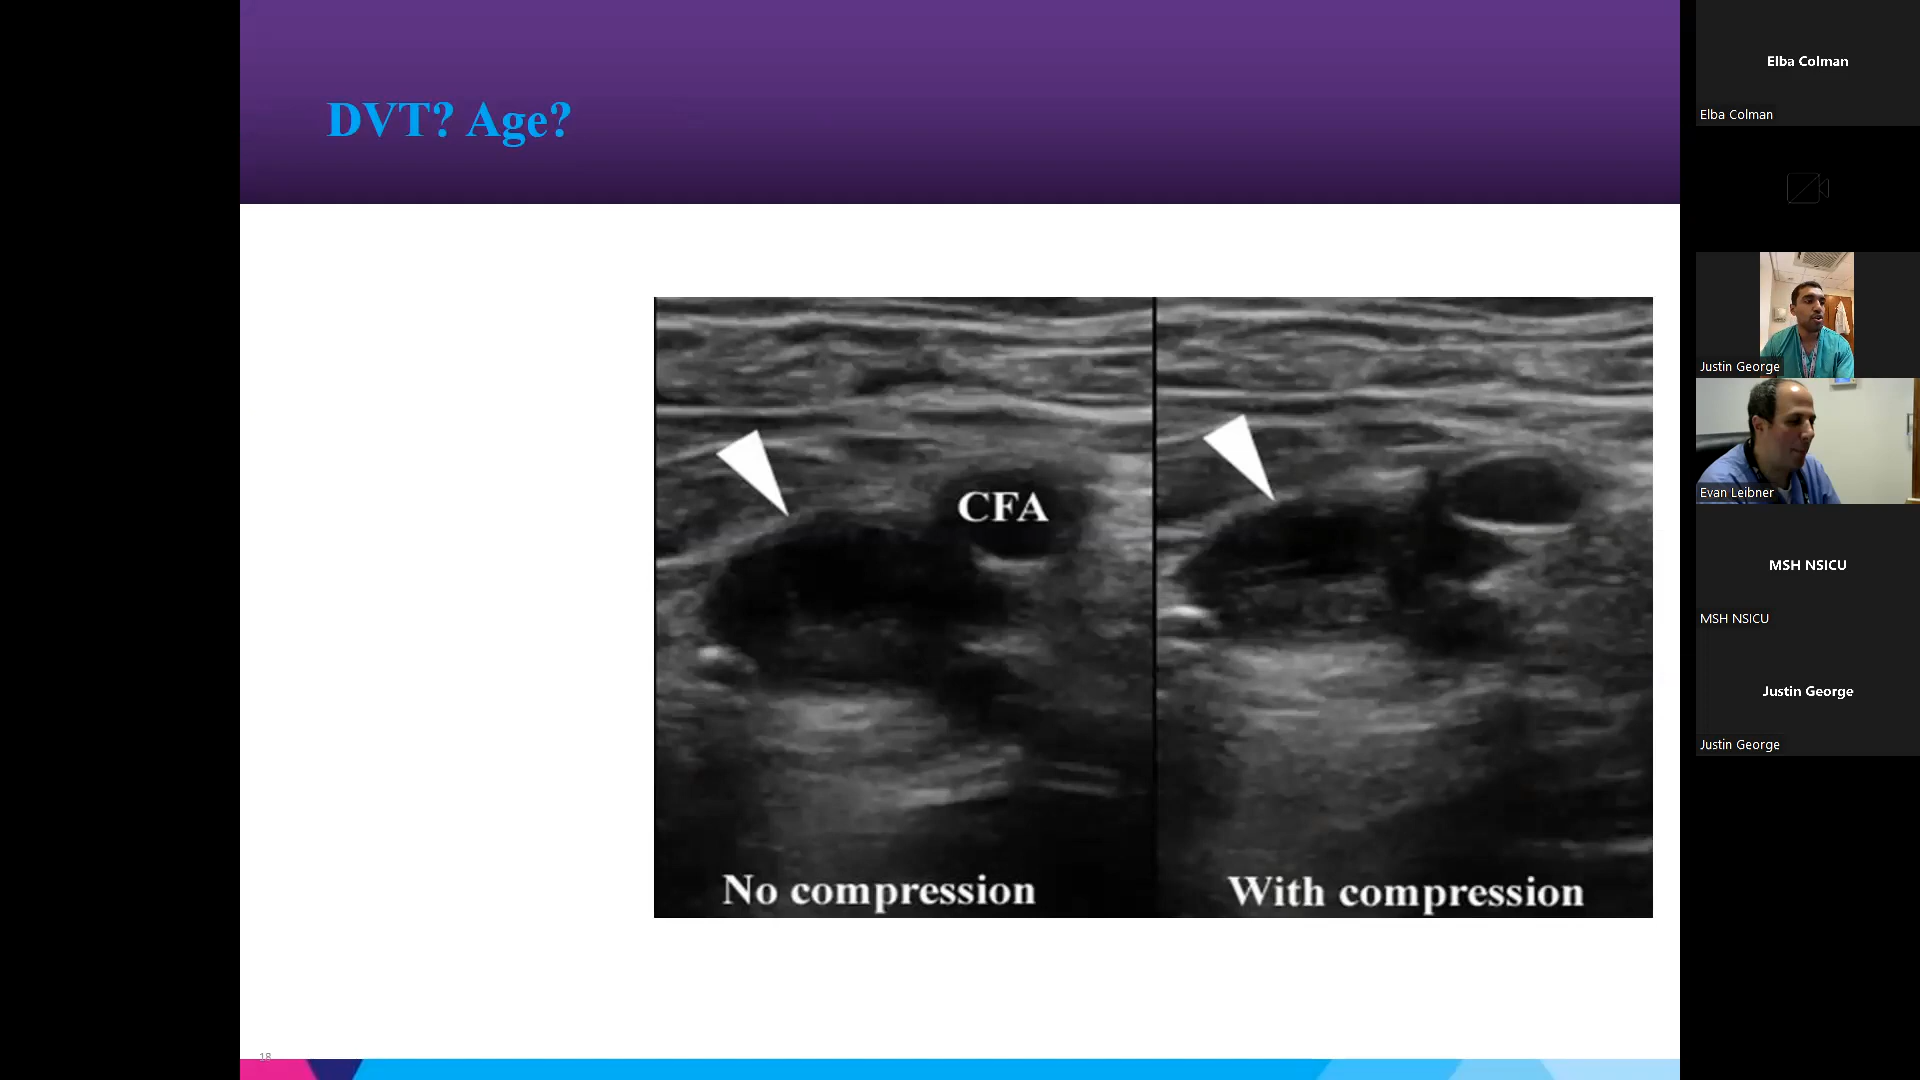 DVT? Age?
CFA
No compression
With compression
18
Elba Colman
Elba Colman
Justin George
Evan Leibner
MSH NSICU
MSH NSICU
Justin George
Justin George